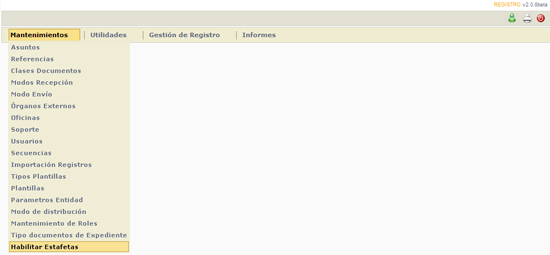 REGISTRO v2.0.8beta
Mantenimientos | Utilidades | Gestión de Registro | Informes
Asuntos
Referencias
Clases Documentos
Modos Recepción
Modo Envío
Órganos Externos
Oficinas
Soporte
Usuarios
Secuencias
Importación Registros
Tipos Plantillas
Plantillas
Parametros Entidad
Modo de distribución
Mantenimiento de Roles
Tipo documentos de Expediente
Habilitar Estafetas